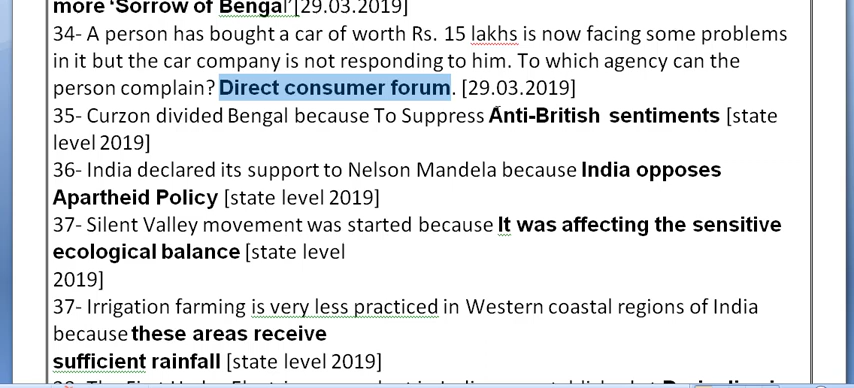 more ‘Sorrow of Bengal’[29.03.2019]
34- A person has bought a car of worth Rs. 15 lakhs is now facing some problems
in it but the car company is not responding to him. To which agency can the
person complain? Direct consumer forum. [29.03.2019]
35- Curzon divided Bengal because To Suppress Anti-British sentiments [state
level 2019]
36- India declared its support to Nelson Mandela because India opposes
Apartheid Policy [state level 2019]
37- Silent Valley movement was started because It was affecting the sensitive
ecological balance [state level
2019]
37- Irrigation farming is very less practiced in Western coastal regions of India
because these areas receive
sufficient rainfall [state level 2019]